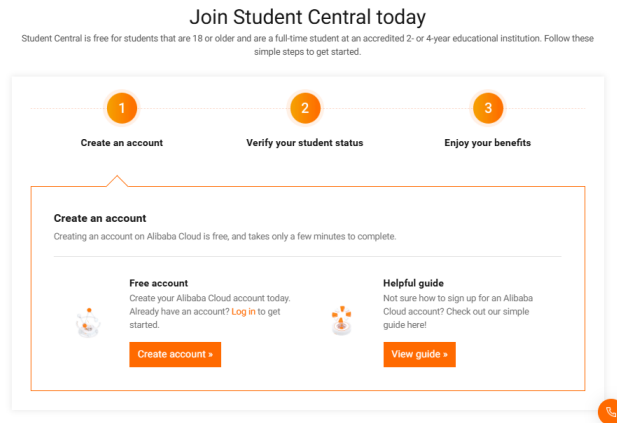 Join Student Central today
Student Central is free for students that are 18 or older and are a full-time student at an accredited 2- or 4-year educational institution. Follow these
simple steps to get started.
1
2
3
Create an account
Verify your student status
Enjoy your benefits
Create an account
Creating an account on Alibaba Cloud is free, and takes only a few minutes to complete.
Free account
Create your Alibaba Cloud account today.
Already have an account? Log in to get
started.
Create account »
Helpful guide
Not sure how to sign up for an Alibaba
Cloud account? Check out our simple
guide here!
View guide »